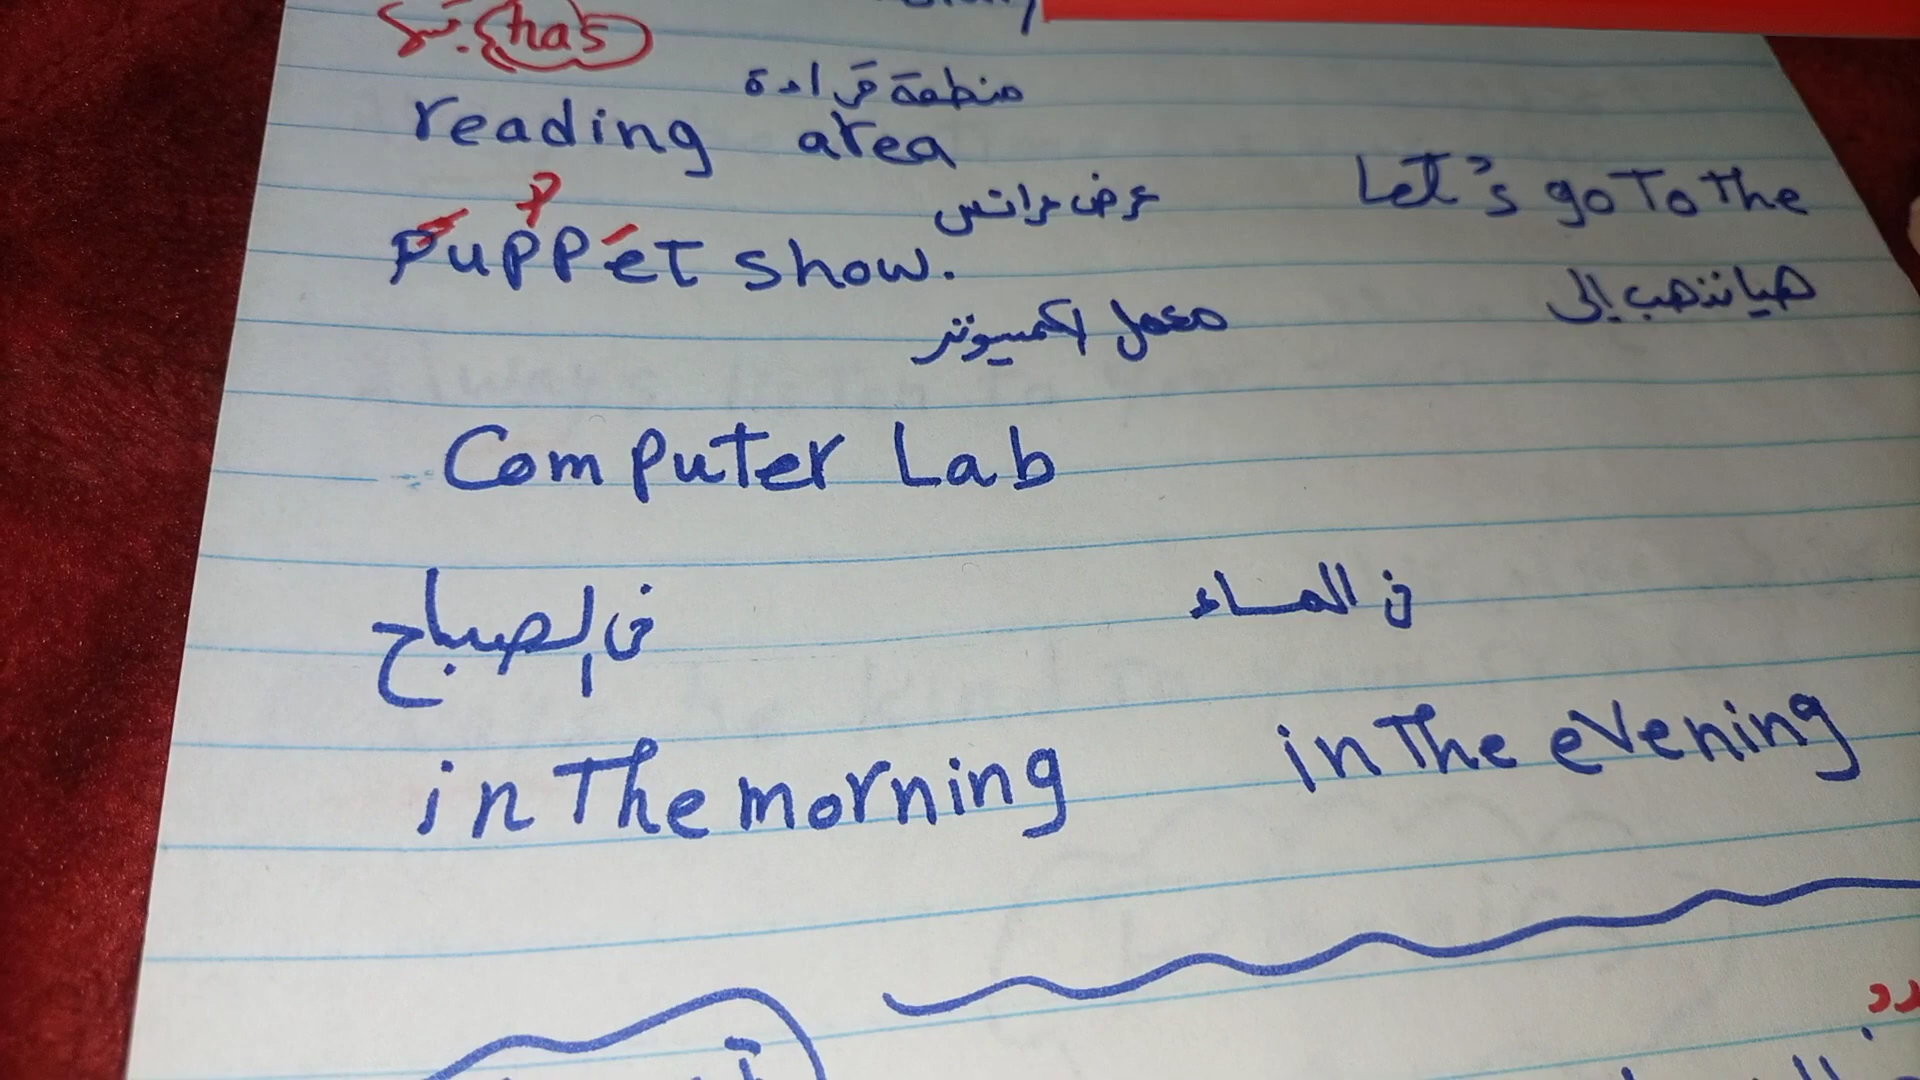 has
منطقة قراءة
reading area
عرض عرائس
Let's go To The
P
Puppet show.
هيا نذهب إلى
معمل الكمبيوتر
Computer Lab
في الصباح
في المساء
in The morning
in The evening